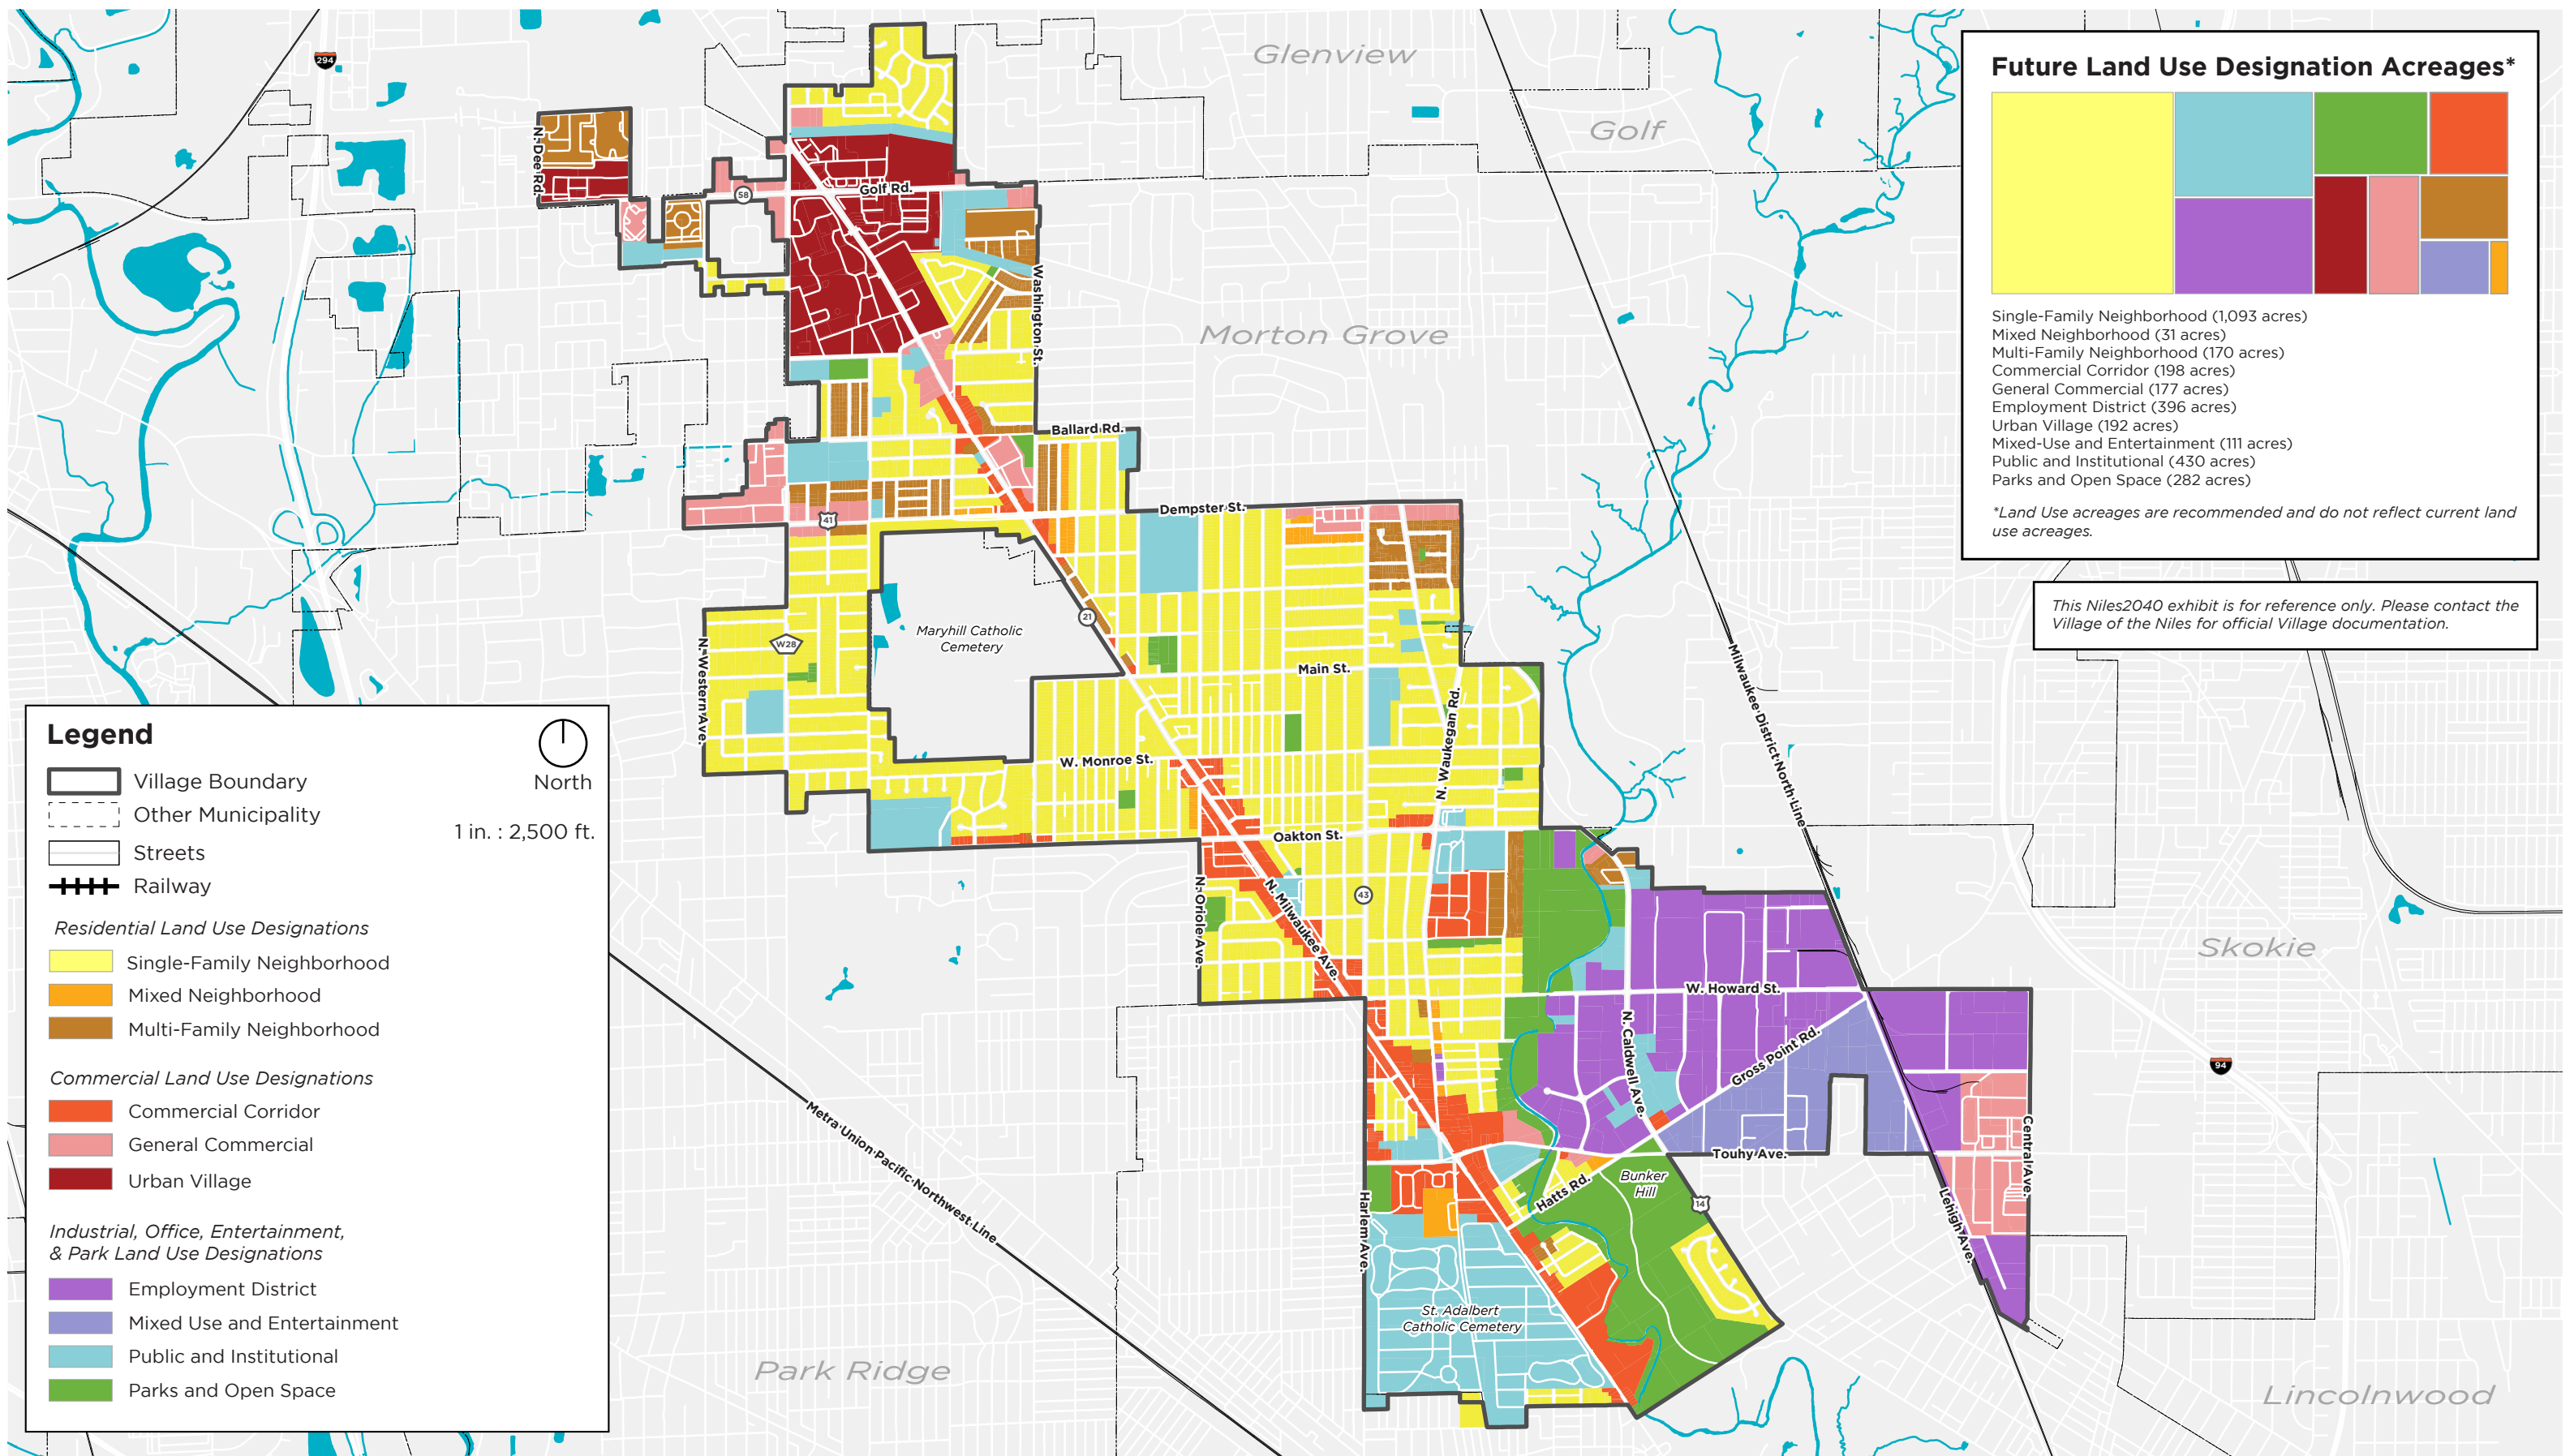 Glenview
Golf
Morton Grove
Skokie
Lincolnwood
Park Ridge
294
58
41
W28
21
43
14
94
N. Dee Rd.
Golf Rd.
Washington St.
Ballard Rd.
Dempster St.
Maryhill Catholic
Cemetery
N. Western Ave.
Main St.
N. Waukegan Rd.
W. Monroe St.
Oakton St.
N. Oriole Ave.
N. Milwaukee Ave.
Milwaukee District North Line
W. Howard St.
N. Caldwell Ave.
Gross Point Rd.
Touhy Ave.
Central Ave.
Lehigh Ave.
Bunker
Hill
Hatts Rd.
Harlem Ave.
St. Adalbert
Catholic Cemetery
Metra Union Pacific Northwest Line
Future Land Use Designation Acreages*
Single-Family Neighborhood (1,093 acres)
Mixed Neighborhood (31 acres)
Multi-Family Neighborhood (170 acres)
Commercial Corridor (198 acres)
General Commercial (177 acres)
Employment District (396 acres)
Urban Village (192 acres)
Mixed-Use and Entertainment (111 acres)
Public and Institutional (430 acres)
Parks and Open Space (282 acres)
*Land Use acreages are recommended and do not reflect current land
use acreages.
This Niles2040 exhibit is for reference only. Please contact the
Village of the Niles for official Village documentation.
Legend
North
1 in. : 2,500 ft.
Village Boundary
Other Municipality
Streets
Railway
Residential Land Use Designations
Single-Family Neighborhood
Mixed Neighborhood
Multi-Family Neighborhood
Commercial Land Use Designations
Commercial Corridor
General Commercial
Urban Village
Industrial, Office, Entertainment,
& Park Land Use Designations
Employment District
Mixed Use and Entertainment
Public and Institutional
Parks and Open Space